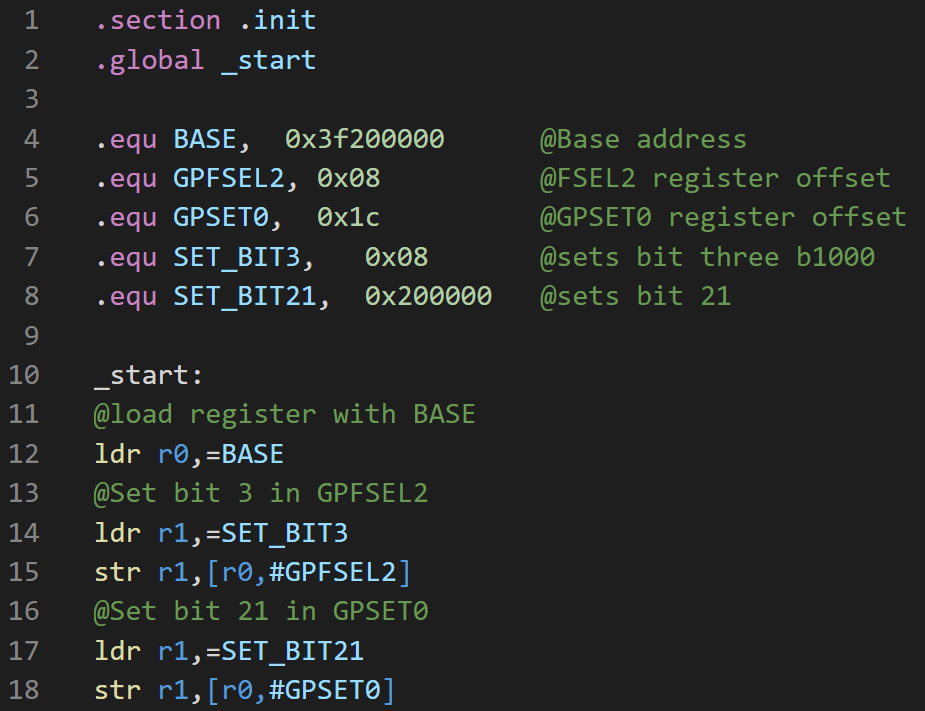 1 .section .init
2 .global _start
3
4 .equ BASE,  0x3f200000      @Base address
5 .equ GPFSEL2, 0x08          @FSEL2 register offset
6 .equ GPSET0,  0x1c          @GPSET0 register offset
7 .equ SET_BIT3,   0x08       @sets bit three b1000
8 .equ SET_BIT21,  0x200000   @sets bit 21
9
10 _start:
11 @load register with BASE
12 ldr r0,=BASE
13 @Set bit 3 in GPFSEL2
14 ldr r1,=SET_BIT3
15 str r1,[r0,#GPFSEL2]
16 @Set bit 21 in GPSET0
17 ldr r1,=SET_BIT21
18 str r1,[r0,#GPSET0]